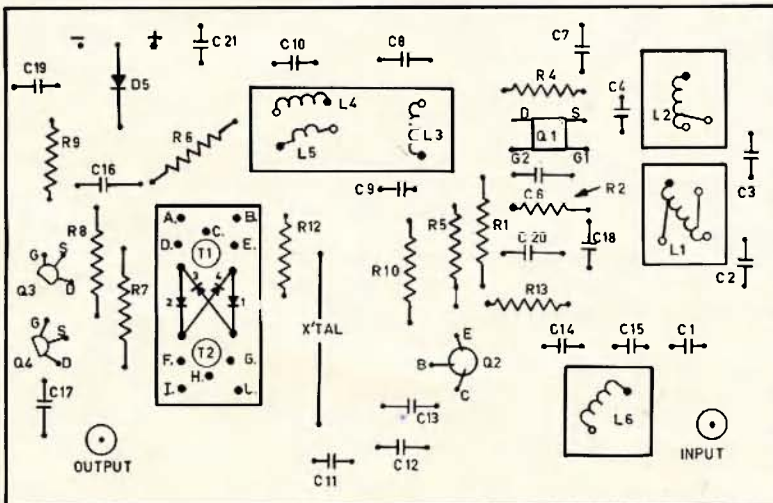 - + C21 C10 C8 C7
C19 D5 R4 C4
L4 L3 L2
L5 D S
R9 R6 Q1
G2 G1
C16 C9 C6 R2 C3
A. B.
R8 C. R12 R5 R1 L1
D. T1 E. C20 C18
G S R10 C2
Q3 D R7 3 4 R13
2 1
G X'TAL C14 C15 C1
S E
Q4 D T2 B Q2
F. G.
H. C
C17 I. L. C13 L6
OUTPUT C12 INPUT
C11